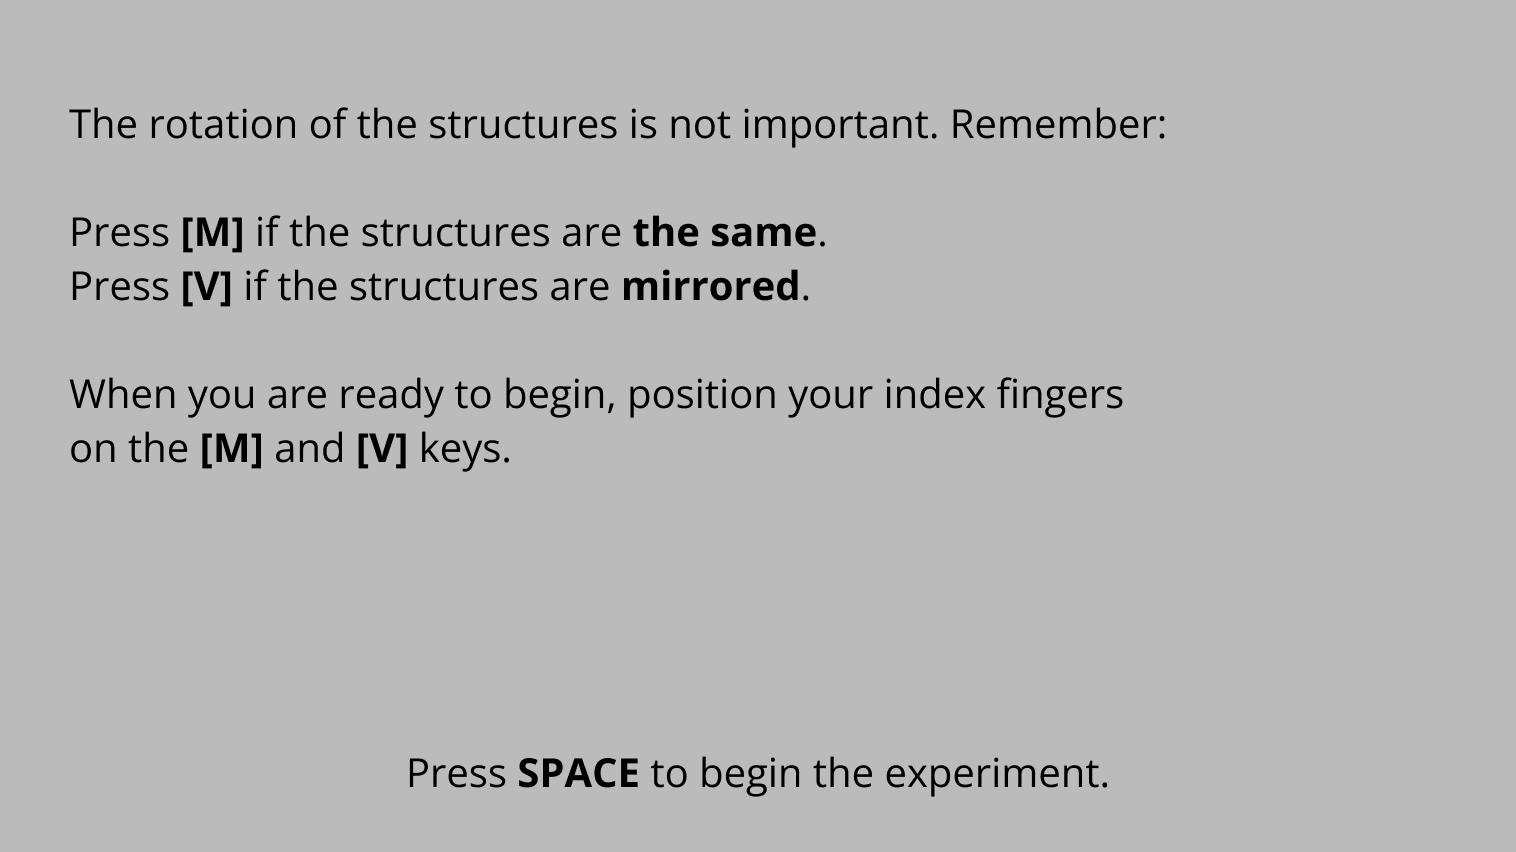 The rotation of the structures is not important. Remember:
Press [M] if the structures are the same.
Press [V] if the structures are mirrored.
When you are ready to begin, position your index fingers
on the [M] and [V] keys.
Press SPACE to begin the experiment.